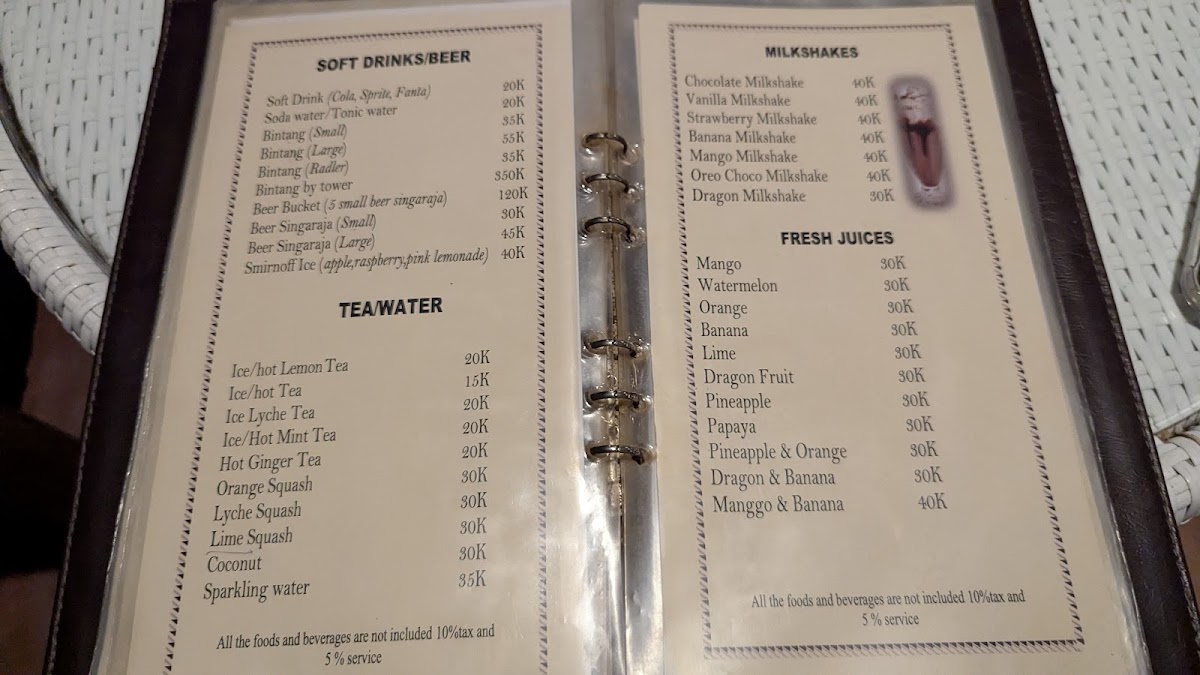 SOFT DRINKS/BEER
Soft Drink (Cola, Sprite, Fanta) 20K
Soda water/Tonic water 20K
Bintang (Small) 35K
Bintang (Large) 55K
Bintang (Radler) 35K
Bintang by tower 350K
Beer Bucket (5 small beer singaraja) 120K
Beer Singaraja (Small) 30K
Beer Singaraja (Large) 45K
Smirnoff Ice (apple,raspberry,pink lemonade) 40K
TEA/WATER
Ice/hot Lemon Tea 20K
Ice/hot Tea 15K
Ice Lyche Tea 20K
Ice/Hot Mint Tea 20K
Hot Ginger Tea 20K
Orange Squash 30K
Lyche Squash 30K
Lime Squash 30K
Coconut 30K
Sparkling water 35K
All the foods and beverages are not included 10%tax and
5 % service
MILKSHAKES
Chocolate Milkshake 40K
Vanilla Milkshake 40K
Strawberry Milkshake 40K
Banana Milkshake 40K
Mango Milkshake 40K
Oreo Choco Milkshake 40K
Dragon Milkshake 30K
FRESH JUICES
Mango 30K
Watermelon 30K
Orange 30K
Banana 30K
Lime 30K
Dragon Fruit 30K
Pineapple 30K
Papaya 30K
Pineapple & Orange 30K
Dragon & Banana 30K
Manggo & Banana 40K
All the foods and beverages are not included 10%tax and
5 % service